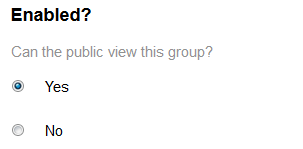 Enabled?
Can the public view this group?
Yes
No